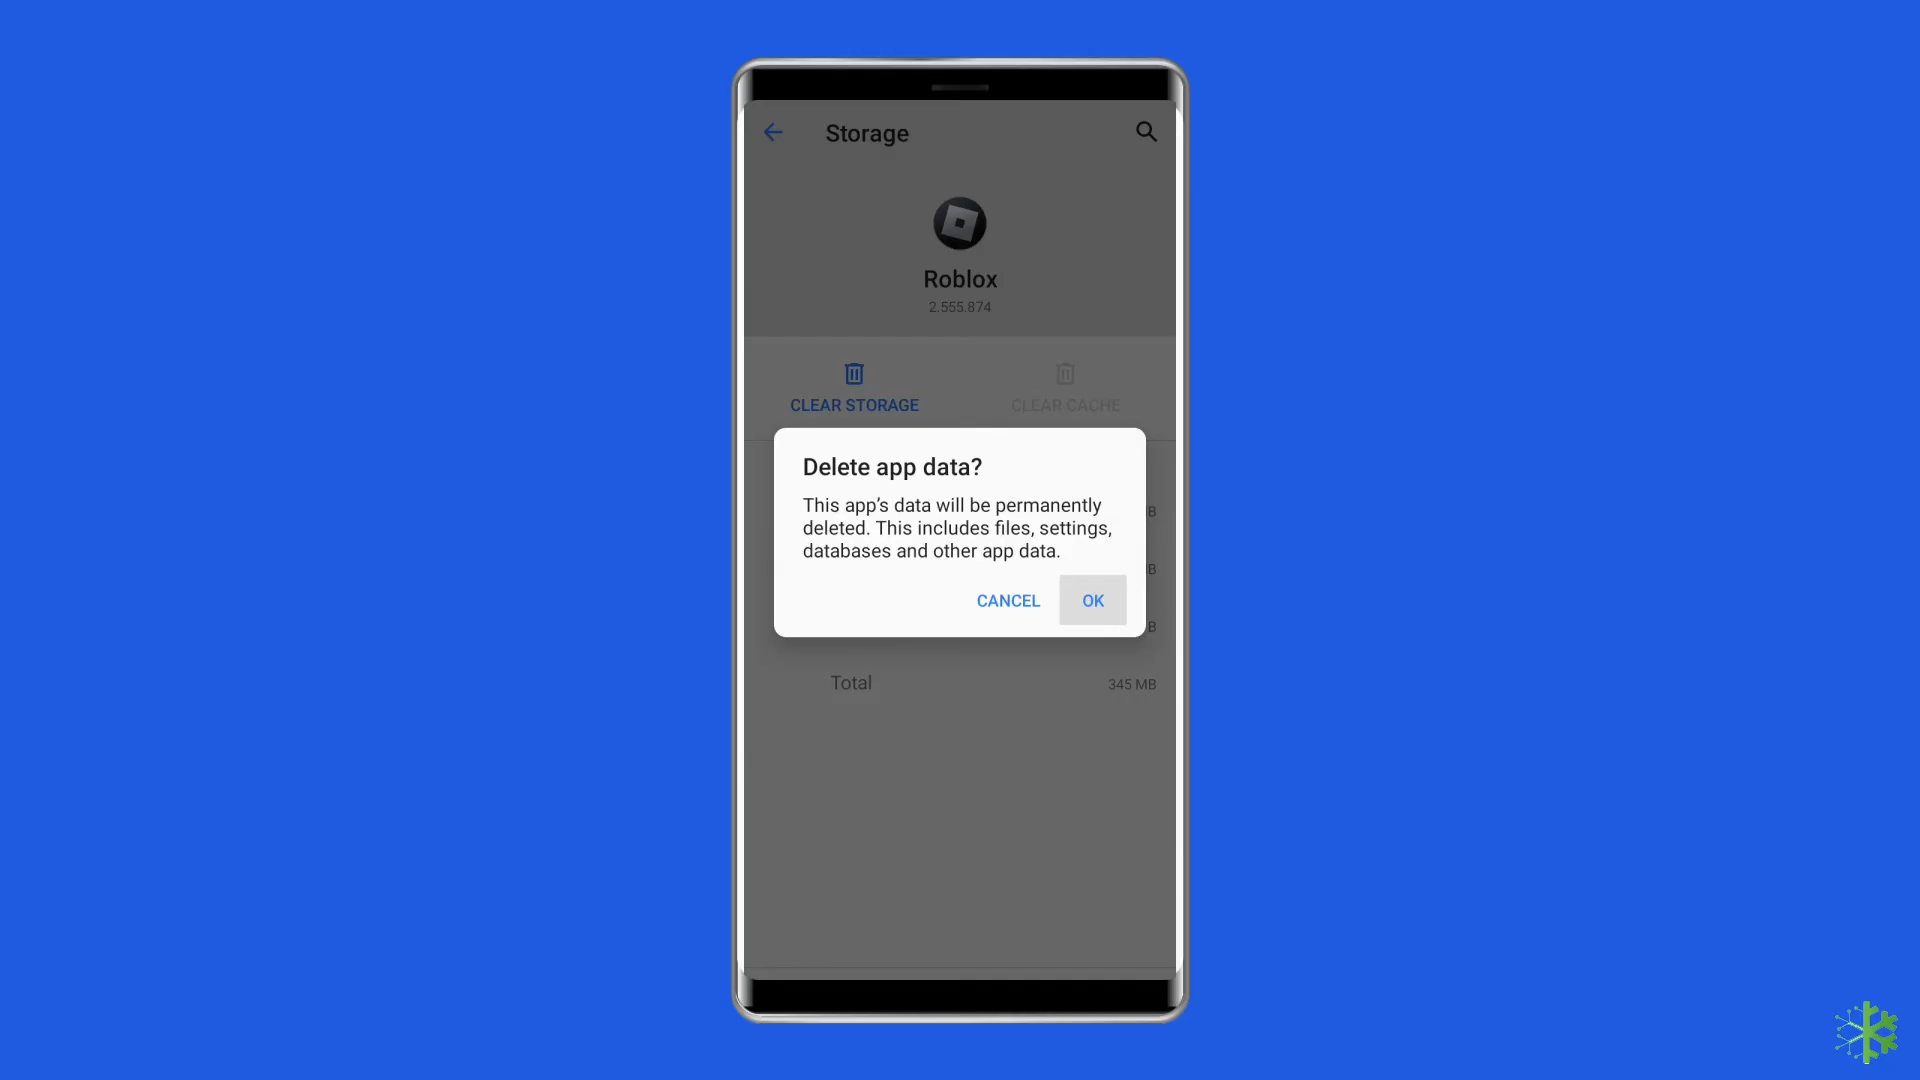 Storage
Roblox
2.555.874
CLEAR STORAGE
CLEAR CACHE
Delete app data?
This app’s data will be permanently
deleted. This includes files, settings,
databases and other app data.
CANCEL
OK
Total
345 MB